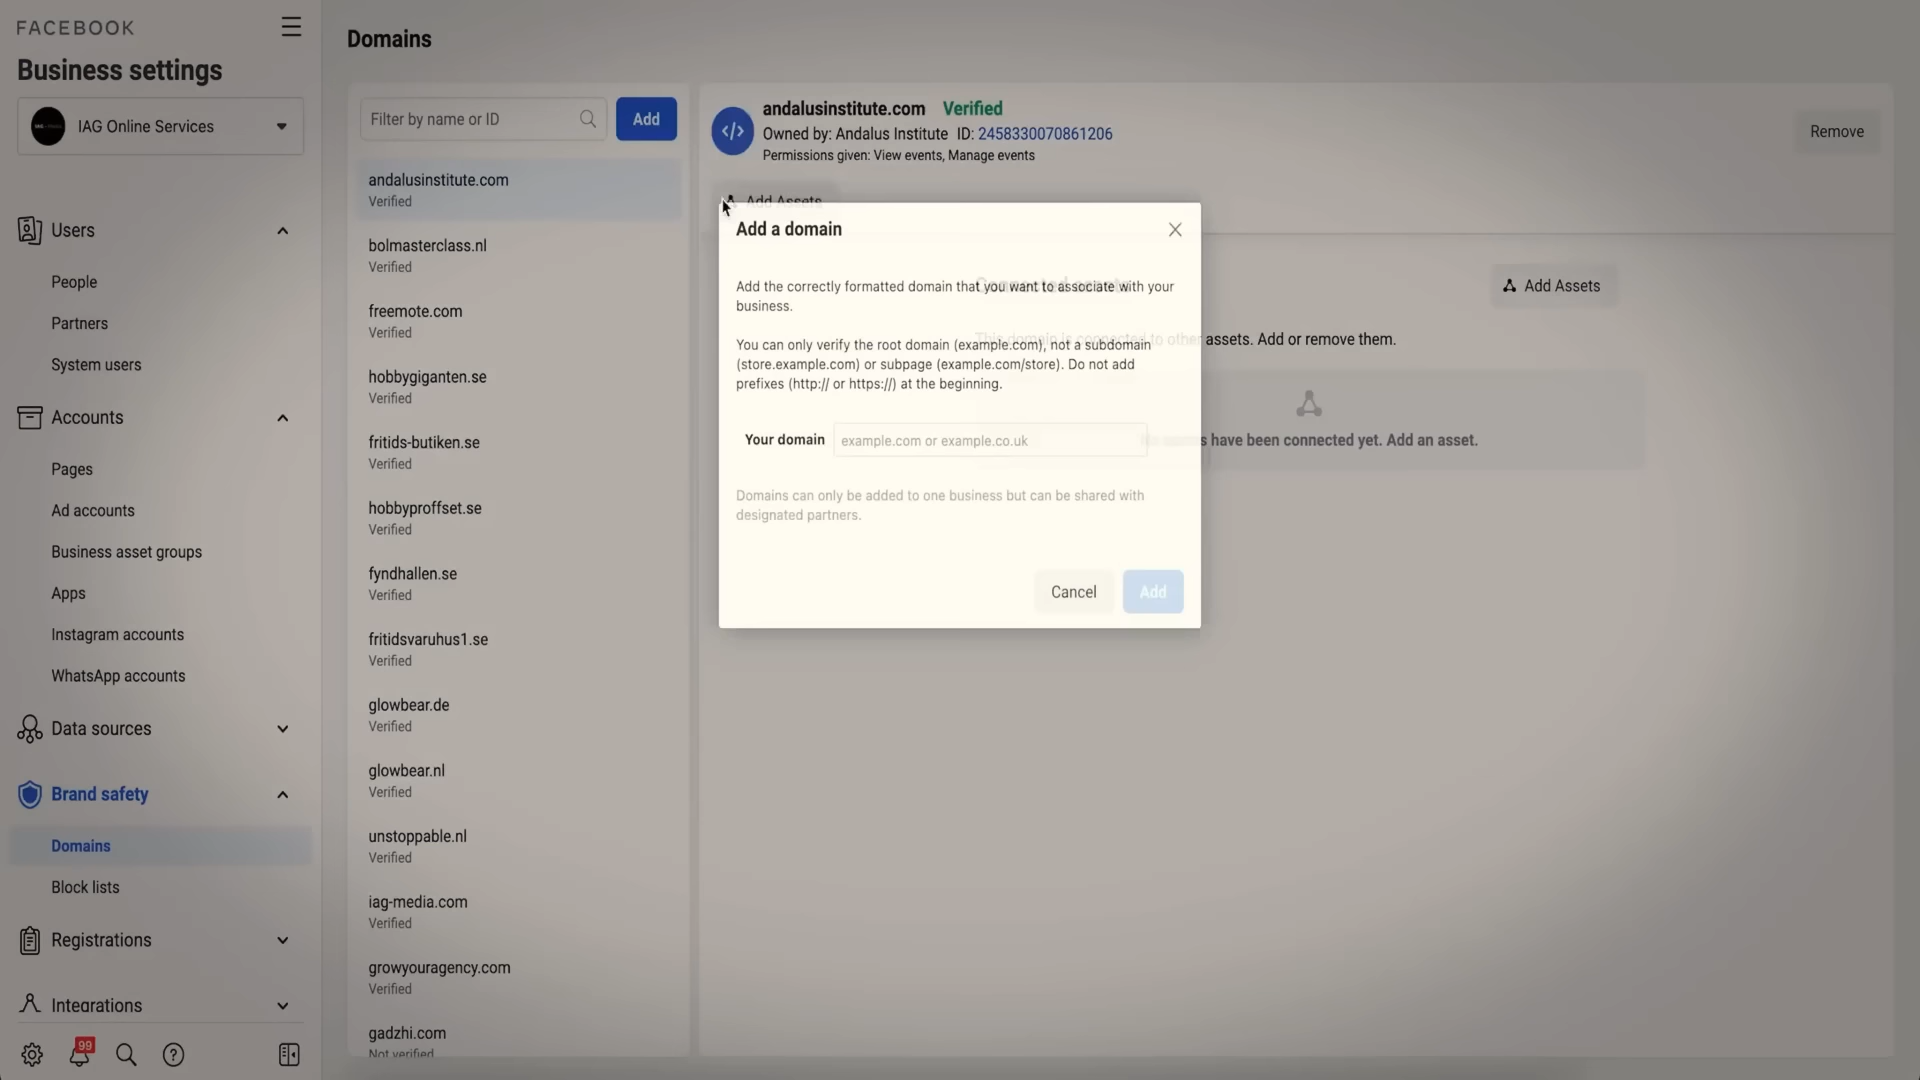 FACEBOOK
Business settings
IAG Online Services
Users
People
Partners
System users
Accounts
Pages
Ad accounts
Business asset groups
Apps
Instagram accounts
WhatsApp accounts
Data sources
Brand safety
Domains
Block lists
Registrations
Integrations
99
Domains
Filter by name or ID
Add
andalusinstitute.com
Verified
bolmasterclass.nl
Verified
freemote.com
Verified
hobbygiganten.se
Verified
fritids-butiken.se
Verified
hobbyproffset.se
Verified
fyndhallen.se
Verified
fritidsvaruhus1.se
Verified
glowbear.de
Verified
glowbear.nl
Verified
unstoppable.nl
Verified
iag-media.com
Verified
growyouragency.com
Verified
gadzhi.com
Not verified
andalusinstitute.com Verified
Owned by: Andalus Institute ID: 2458330070861206
Permissions given: View events, Manage events
Remove
Add Assets
Add Assets
This domain is connected to other assets. Add or remove them.
have been connected yet. Add an asset.
Add a domain
Add the correctly formatted domain that you want to associate with your
business.
You can only verify the root domain (example.com), not a subdomain
(store.example.com) or subpage (example.com/store). Do not add
prefixes (http:// or https://) at the beginning.
Your domain
example.com or example.co.uk
Domains can only be added to one business but can be shared with
designated partners.
Cancel
Add